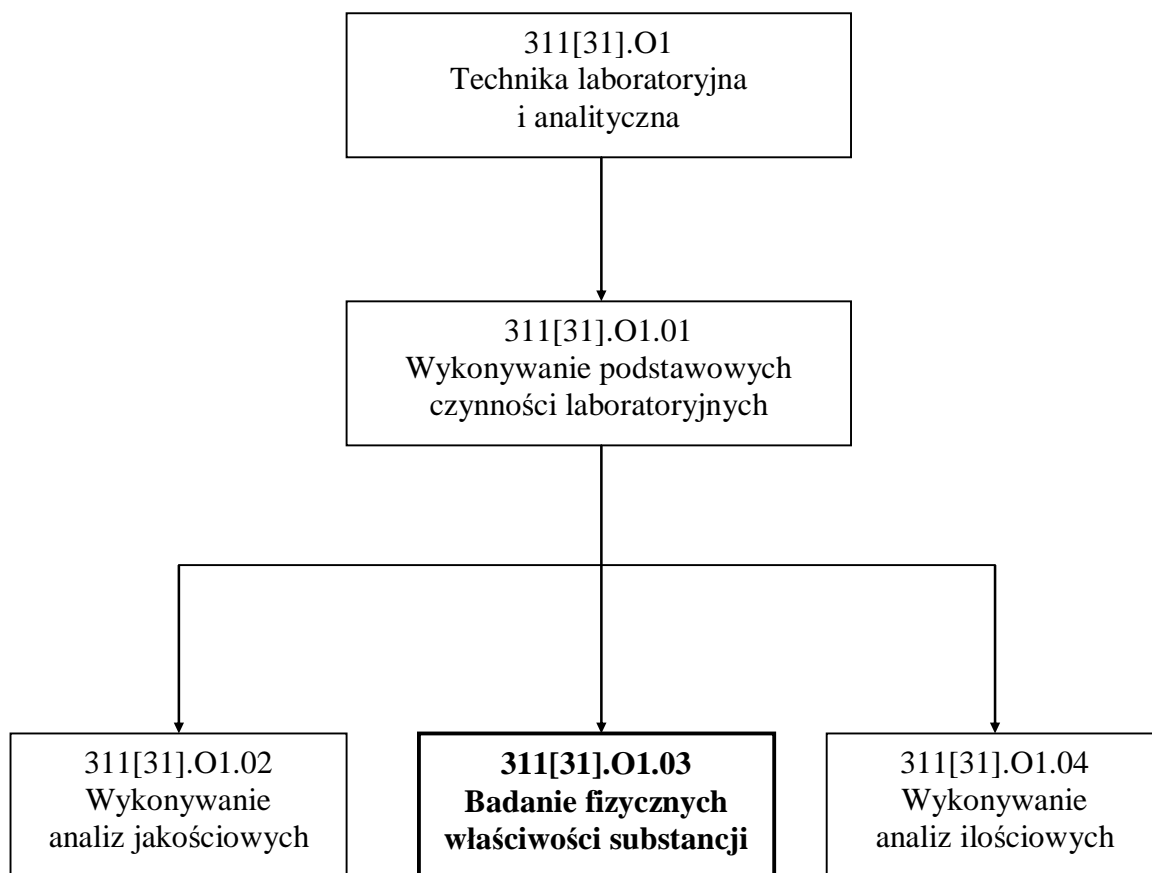 311[31].O1
Technika laboratoryjna
i analityczna
311[31].O1.01
Wykonywanie podstawowych
czynności laboratoryjnych
311[31].O1.02
Wykonywanie
analiz jakościowych
311[31].O1.03
Badanie fizycznych
właściwości substancji
311[31].O1.04
Wykonywanie
analiz ilościowych